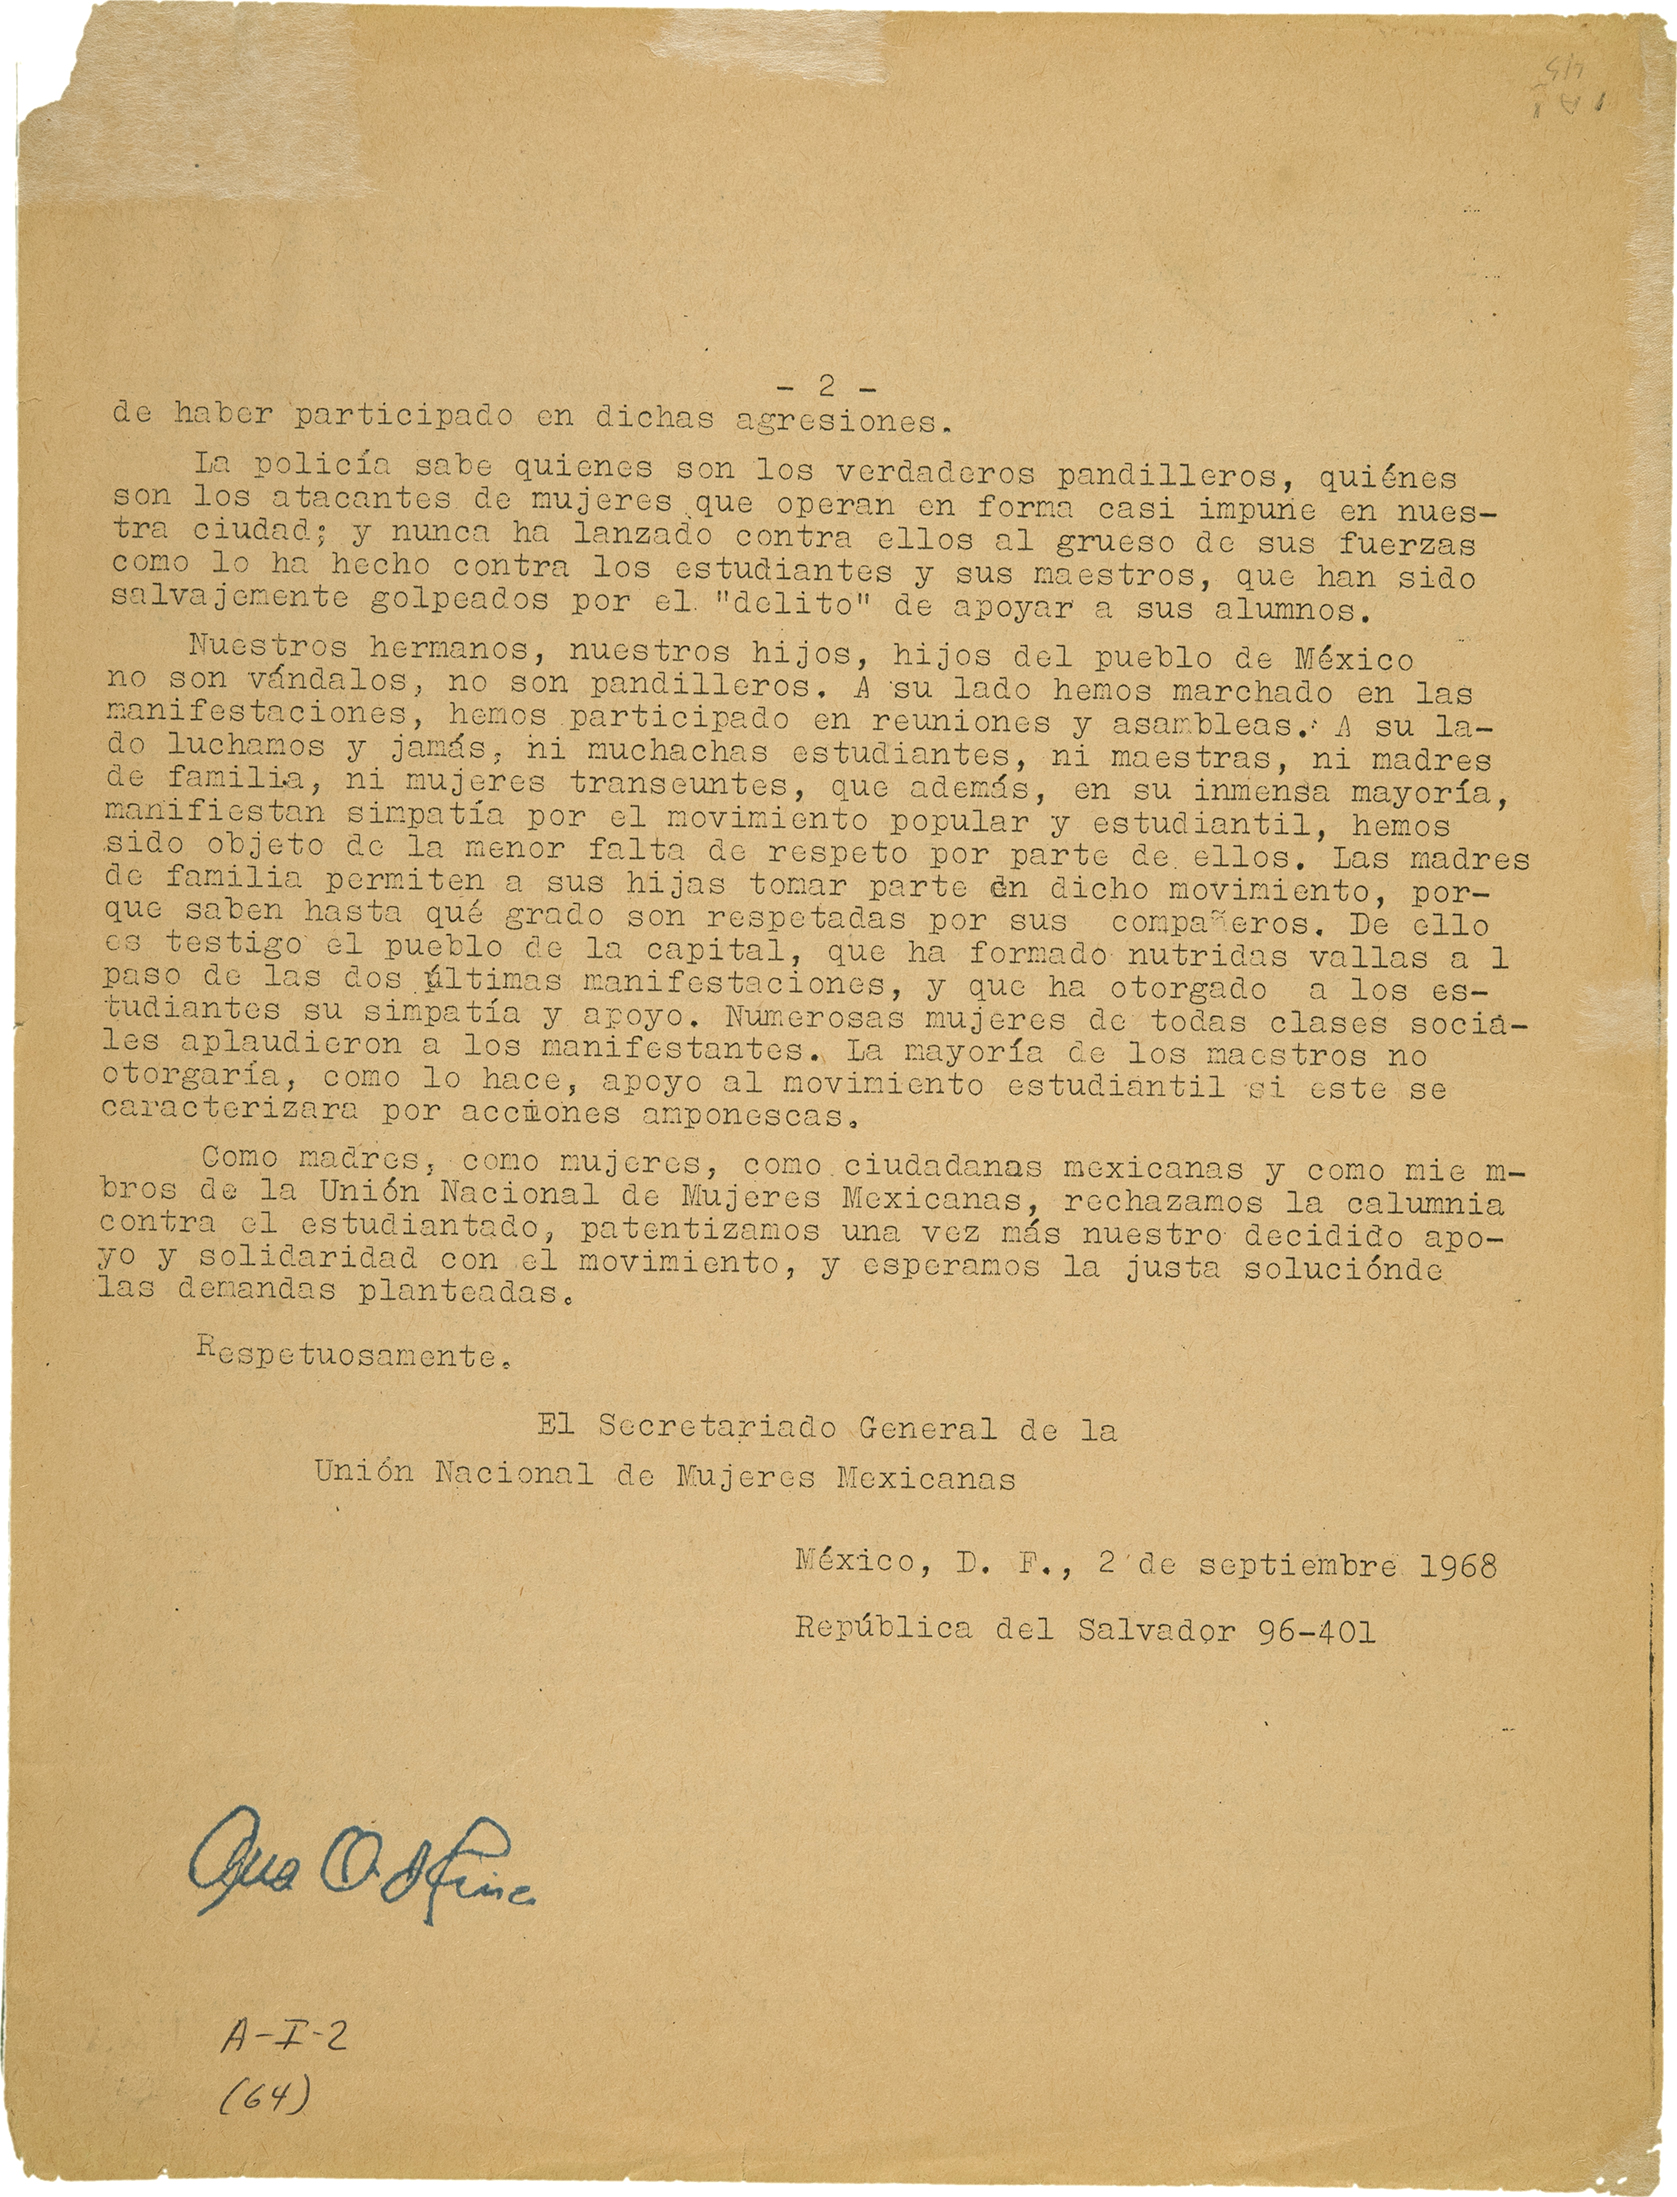 - 2 -
de haber participado en dichas agresiones.
La policía sabe quienes son los verdaderos pandilleros, quiénes
son los atacantes de mujeres que operan en forma casi impune en nues-
tra ciudad; y nunca ha lanzado contra ellos al grueso de sus fuerzas
como lo ha hecho contra los estudiantes y sus maestros, que han sido
salvajemente golpeados por el "delito" de apoyar a sus alumnos.
Nuestros hermanos, nuestros hijos, hijos del pueblo de México
no son vándalos, no son pandilleros. A su lado hemos marchado en las
manifestaciones, hemos participado en reuniones y asambleas. A su la-
do luchamos y jamás, ni muchachas estudiantes, ni maestras, ni madres
de familia, ni mujeres transeuntes, que además, en su inmensa mayoría,
manifiestan simpatía por el movimiento popular y estudiantil, hemos
sido objeto de la menor falta de respeto por parte de ellos. Las madres
de familia permiten a sus hijas tomar parte en dicho movimiento, por-
que saben hasta qué grado son respetadas por sus compañeros. De ello
es testigo el pueblo de la capital, que ha formado nutridas vallas a l
paso de las dos últimas manifestaciones, y que ha otorgado a los es-
tudiantes su simpatía y apoyo. Numerosas mujeres de todas clases socia-
les aplaudieron a los manifestantes. La mayoría de los maestros no
otorgaría, como lo hace, apoyo al movimiento estudiantil si este se
caracterizara por acciones amponescas.
Como madres, como mujeres, como ciudadanas mexicanas y como mie m-
bros de la Unión Nacional de Mujeres Mexicanas, rechazamos la calumnia
contra el estudiantado, patentizamos una vez más nuestro decidido apo-
yo y solidaridad con el movimiento, y esperamos la justa soluciónde
las demandas planteadas.
Respetuosamente.
El Secretariado General de la
Unión Nacional de Mujeres Mexicanas
México, D. F., 2 de septiembre 1968
República del Salvador 96-401
A-I-2
(64)